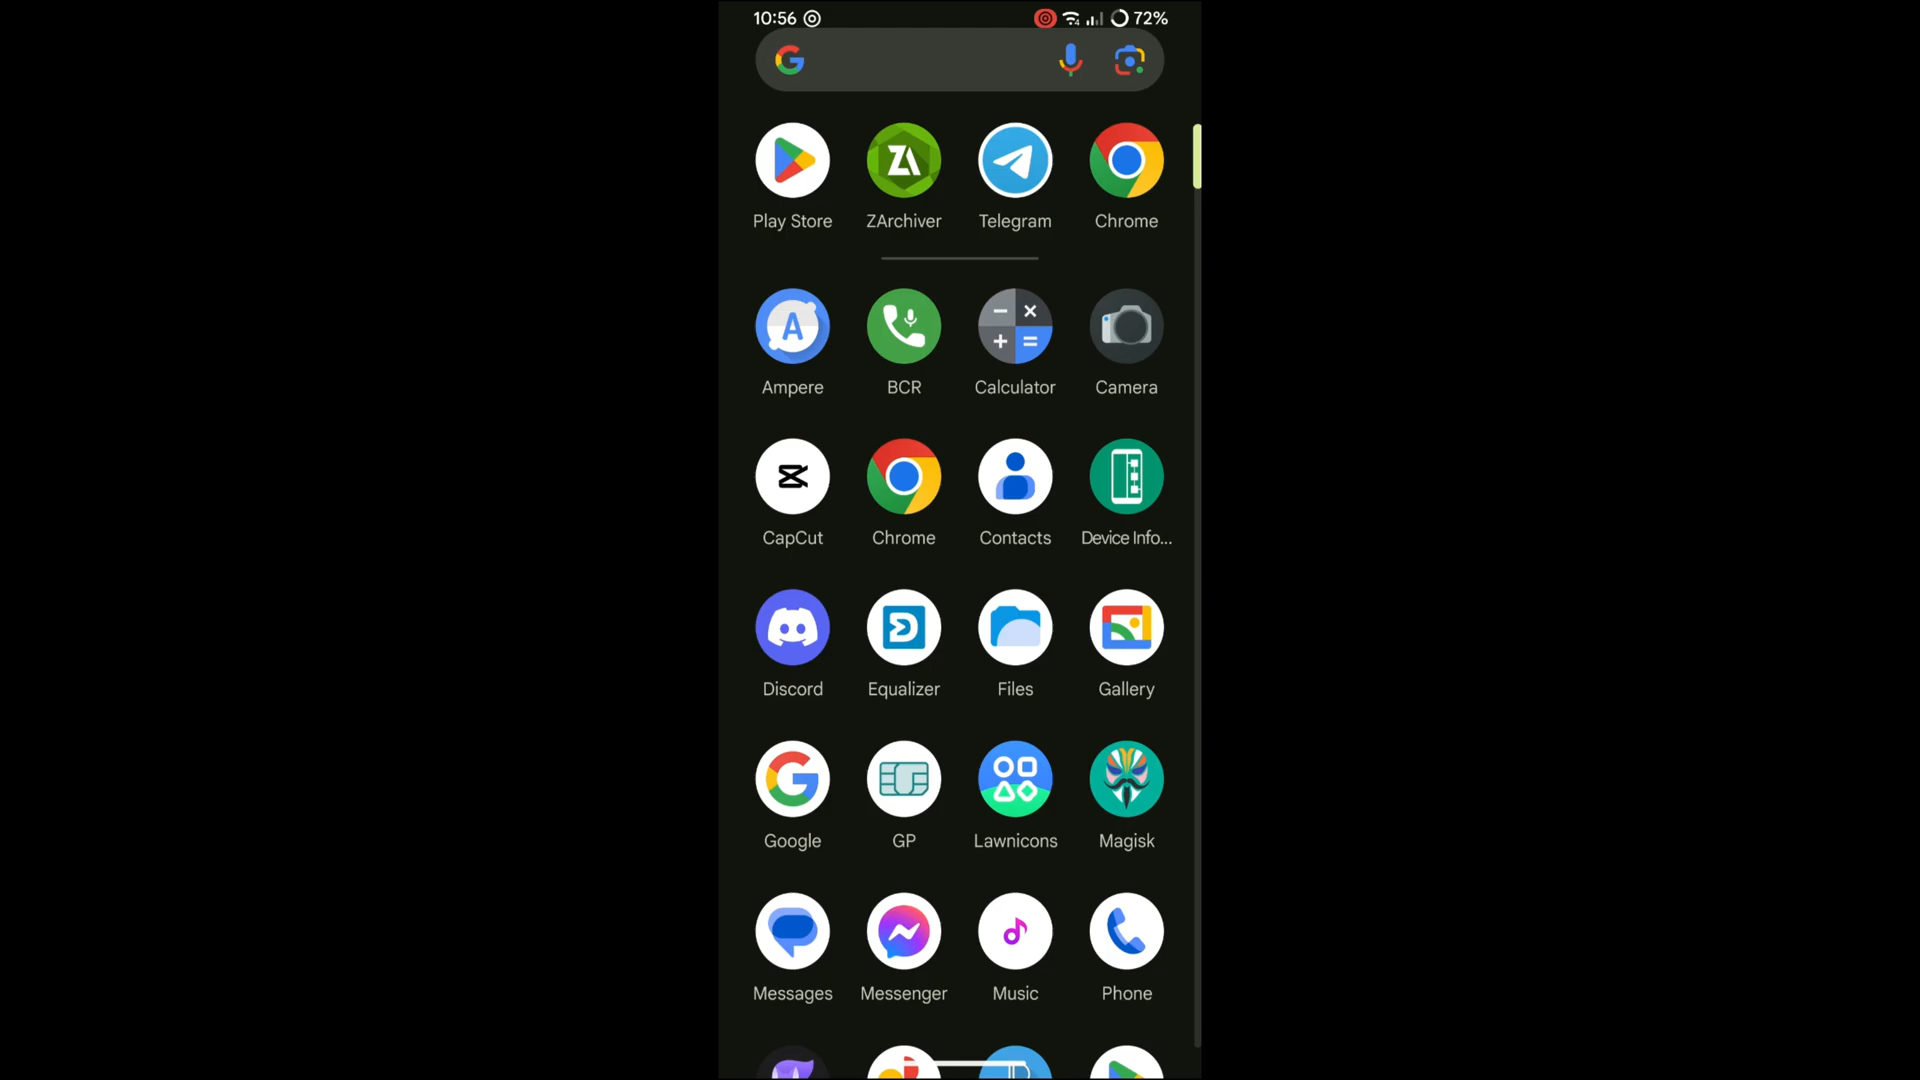 10:56 72%
Play Store ZArchiver Telegram Chrome
Ampere BCR Calculator Camera
CapCut Chrome Contacts Device Info...
Discord Equalizer Files Gallery
Google GP Lawnicons Magisk
Messages Messenger Music Phone